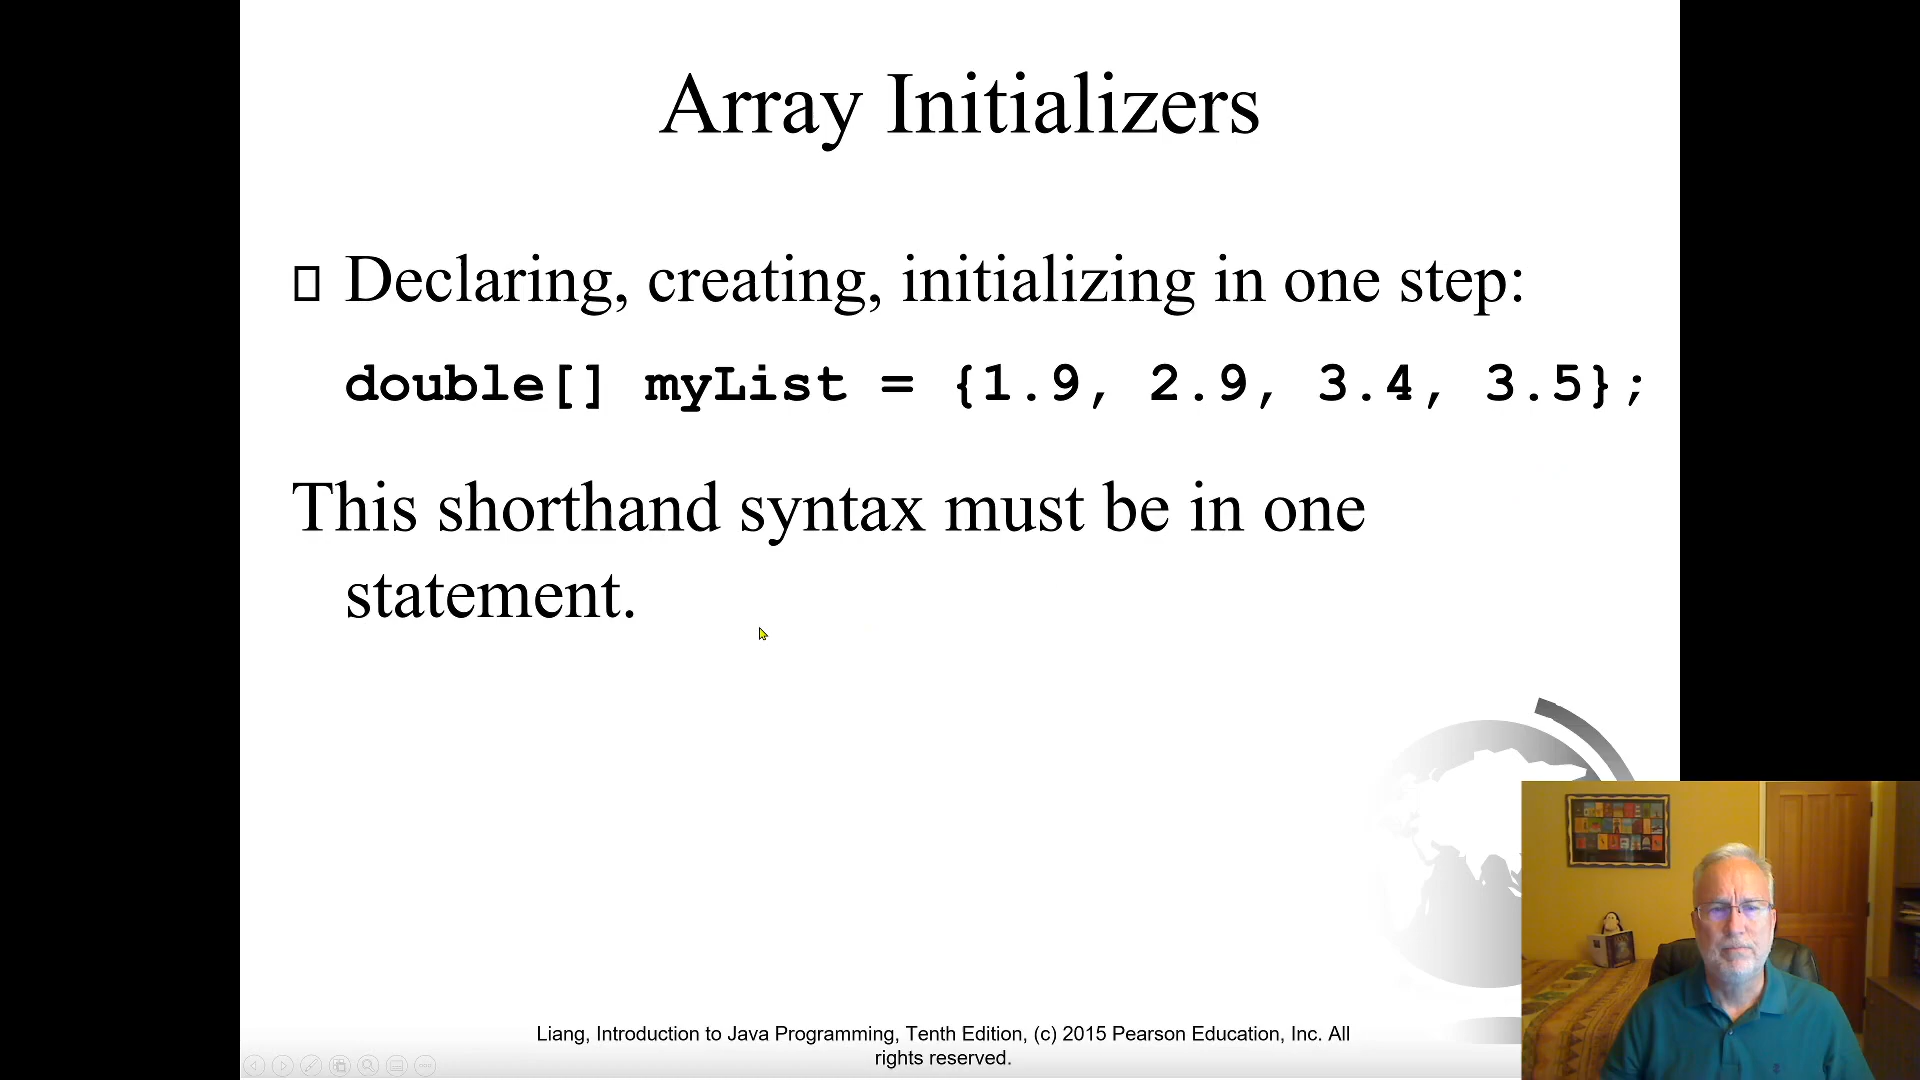 Array Initializers
Declaring, creating, initializing in one step:
double[] myList = {1.9, 2.9, 3.4, 3.5};
This shorthand syntax must be in one
statement.
Liang, Introduction to Java Programming, Tenth Edition, (c) 2015 Pearson Education, Inc. All
rights reserved.